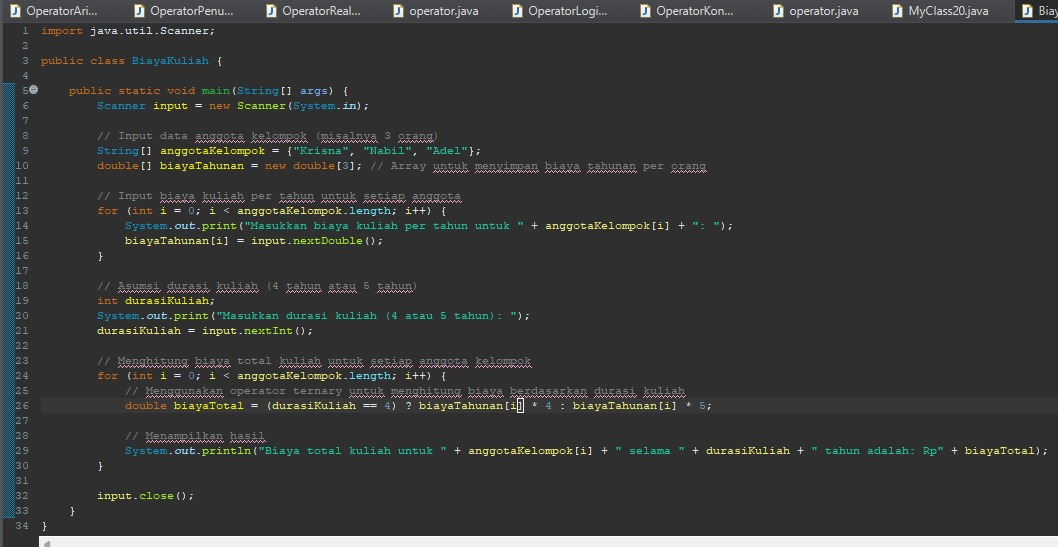 OperatorAri... OperatorPenu... OperatorReal... operator.java OperatorLogi... OperatorKon... operator.java MyClass20.java Biay
1 import java.util.Scanner;
2
3 public class BiayaKuliah {
4
5 public static void main(String[] args) {
6 Scanner input = new Scanner(System.in);
7
8 // Input data anggota kelompok (misalnya 3 orang)
9 String[] anggotaKelompok = {"Krisna", "Nabil", "Adel"};
10 double[] biayaTahunan = new double[3]; // Array untuk menyimpan biaya tahunan per orang
11
12 // Input biaya kuliah per tahun untuk setiap anggota
13 for (int i = 0; i < anggotaKelompok.length; i++) {
14 System.out.print("Masukkan biaya kuliah per tahun untuk " + anggotaKelompok[i] + ": ");
15 biayaTahunan[i] = input.nextDouble();
16 }
17
18 // Asumsi durasi kuliah (4 tahun atau 5 tahun)
19 int durasiKuliah;
20 System.out.print("Masukkan durasi kuliah (4 atau 5 tahun): ");
21 durasiKuliah = input.nextInt();
22
23 // Menghitung biaya total kuliah untuk setiap anggota kelompok
24 for (int i = 0; i < anggotaKelompok.length; i++) {
25 // Menggunakan operator ternary untuk menghitung biaya berdasarkan durasi kuliah
26 double biayaTotal = (durasiKuliah == 4) ? biayaTahunan[i] * 4 : biayaTahunan[i] * 5;
27
28 // Menampilkan hasil
29 System.out.println("Biaya total kuliah untuk " + anggotaKelompok[i] + " selama " + durasiKuliah + " tahun adalah: Rp" + biayaTotal);
30 }
31
32 input.close();
33 }
34 }